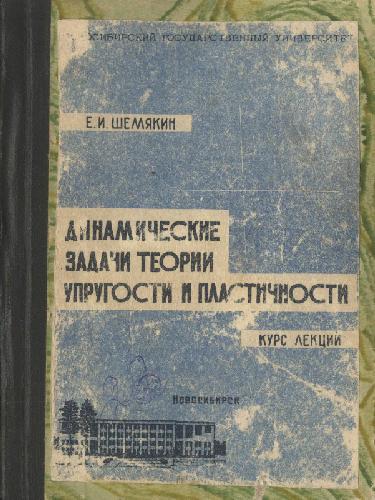 СИБИРСКИЙ ГОСУДАРСТВЕННЫЙ УНИВЕРСИТЕТ
Е.И. ШЕМЯКИН
ДИНАМИЧЕСКИЕ
ЗАДАЧИ ТЕОРИИ
УПРУГОСТИ И ПЛАСТИЧНОСТИ
КУРС ЛЕКЦИЙ
НОВОСИБИРСК